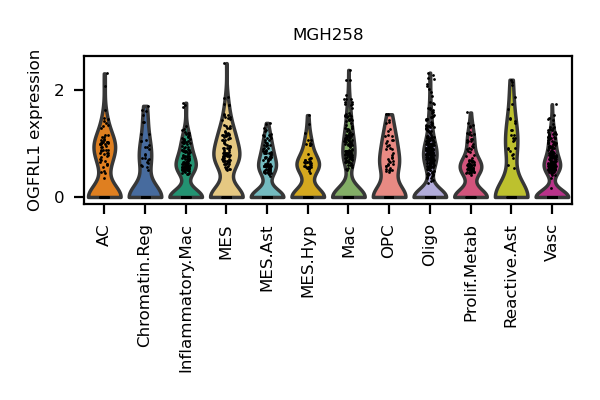 MGH258
OGFRL1 expression
2
0
AC
Chromatin.Reg
Inflammatory.Mac
MES
MES.Ast
MES.Hyp
Mac
OPC
Oligo
Prolif.Metab
Reactive.Ast
Vasc